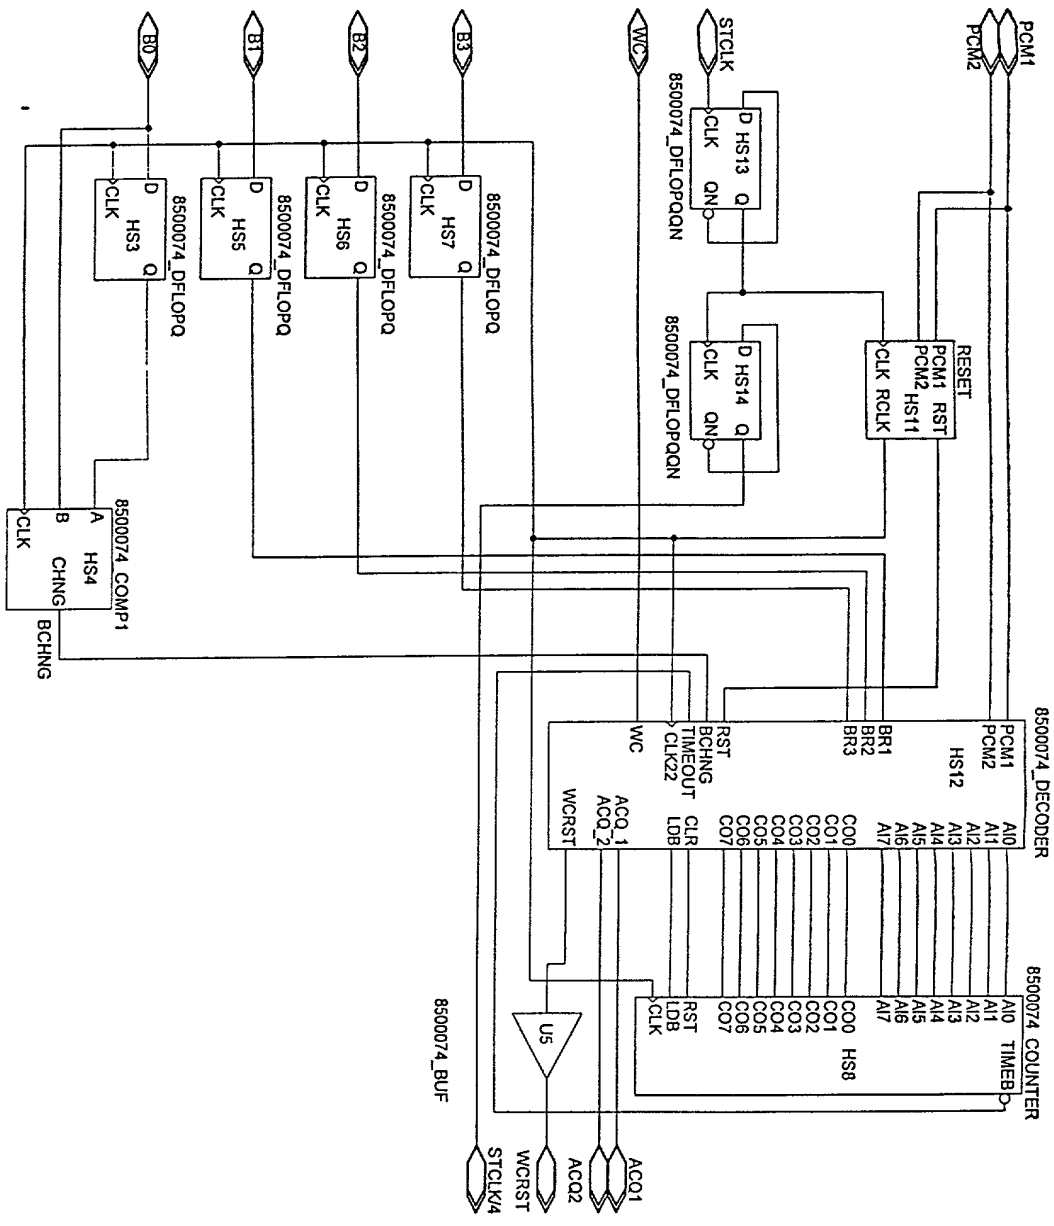 PCM1
PCM2
RESET
PCM1 RST
PCM2
HS11
CLK RCLK
STCLK
D HS13 Q
CLK QN
8500074_DFLOPQQN
D HS14 Q
CLK QN
8500074_DFLOPQQN
WC
8500074_DECODER
HS12
PCM1
PCM2
BR1
BR2
BR3
RST
BCHNG
TIMEOUT
CLK22
WC
AI0
AI1
AI2
AI3
AI4
AI5
AI6
AI7
CO0
CO1
CO2
CO3
CO4
CO5
CO6
CO7
CLR
LDB
ACQ_1
ACQ_2
WCRST
8500074_COUNTER
HS8
AI0
AI1
AI2
AI3
AI4
AI5
AI6
AI7
CO0
CO1
CO2
CO3
CO4
CO5
CO6
CO7
RST
LDB
CLK
TIMEB
ACQ1
ACQ2
U5
WCRST
8500074_BUF
STCLK/4
B3
8500074_DFLOPQ
D Q
HS7
CLK
B2
8500074_DFLOPQ
D Q
HS6
CLK
B1
8500074_DFLOPQ
D Q
HS5
CLK
B0
8500074_DFLOPQ
D Q
HS3
CLK
8500074_COMP1
A HS4
B CHNG
CLK
BCHNG